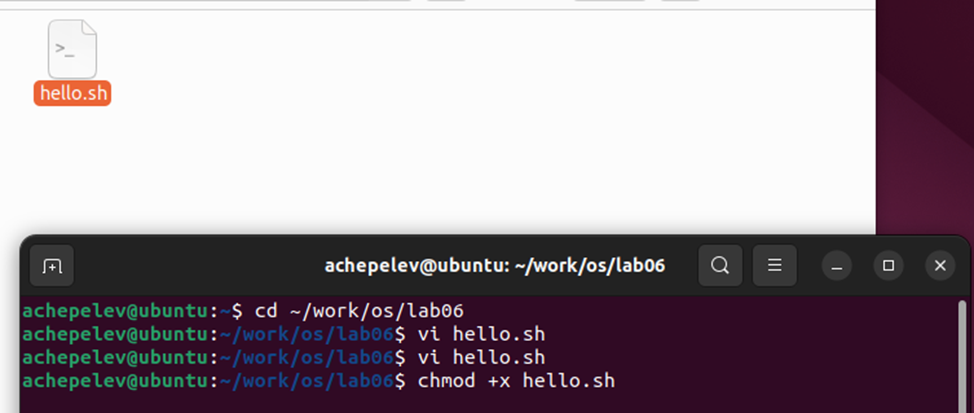 >_
hello.sh
achepelev@ubuntu: ~/work/os/lab06
achepelev@ubuntu:~$ cd ~/work/os/lab06
achepelev@ubuntu:~/work/os/lab06$ vi hello.sh
achepelev@ubuntu:~/work/os/lab06$ vi hello.sh
achepelev@ubuntu:~/work/os/lab06$ chmod +x hello.sh